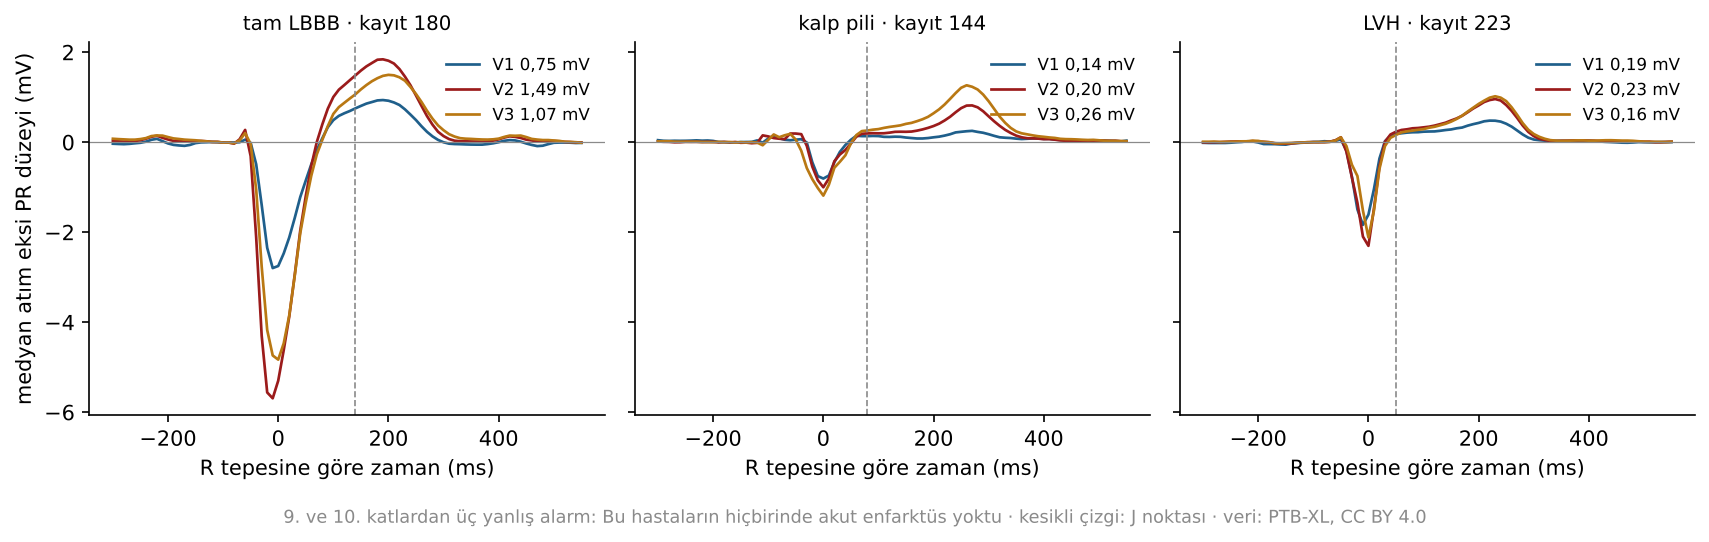 tam LBBB · kayıt 180
kalp pili · kayıt 144
LVH · kayıt 223
medyan atım eksi PR düzeyi (mV)
2
0
−2
−4
−6
V1 0,75 mV
V2 1,49 mV
V3 1,07 mV
V1 0,14 mV
V2 0,20 mV
V3 0,26 mV
V1 0,19 mV
V2 0,23 mV
V3 0,16 mV
−200 0 200 400
−200 0 200 400
−200 0 200 400
R tepesine göre zaman (ms)
R tepesine göre zaman (ms)
R tepesine göre zaman (ms)
9. ve 10. katlardan üç yanlış alarm: Bu hastaların hiçbirinde akut enfarktüs yoktu · kesikli çizgi: J noktası · veri: PTB-XL, CC BY 4.0